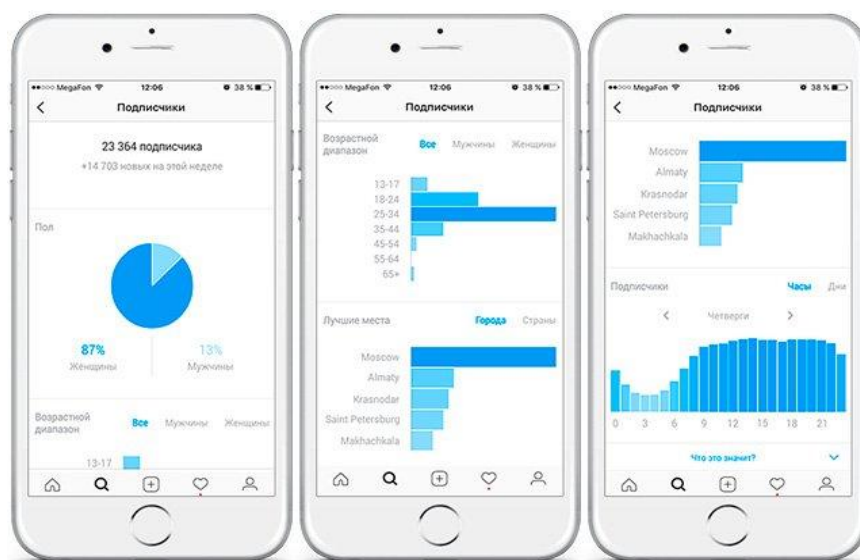 MegaFon 12:06 38 %
Подписчики
23 364 подписчика
+14 703 новых на этой неделе
Пол
87%
Женщины
13%
Мужчины
Возрастной диапазон Все Мужчины Женщины
13-17
MegaFon 12:06 38 %
Подписчики
Возрастной диапазон Все Мужчины Женщины
13-17
18-24
25-34
35-44
45-54
55-64
65+
Лучшие места Города Страны
Moscow
Almaty
Krasnodar
Saint Petersburg
Makhachkala
MegaFon 12:06 38 %
Подписчики
Moscow
Almaty
Krasnodar
Saint Petersburg
Makhachkala
Подписчики Часы Дни
Четверги
0 3 6 9 12 15 18 21
Что это значит?